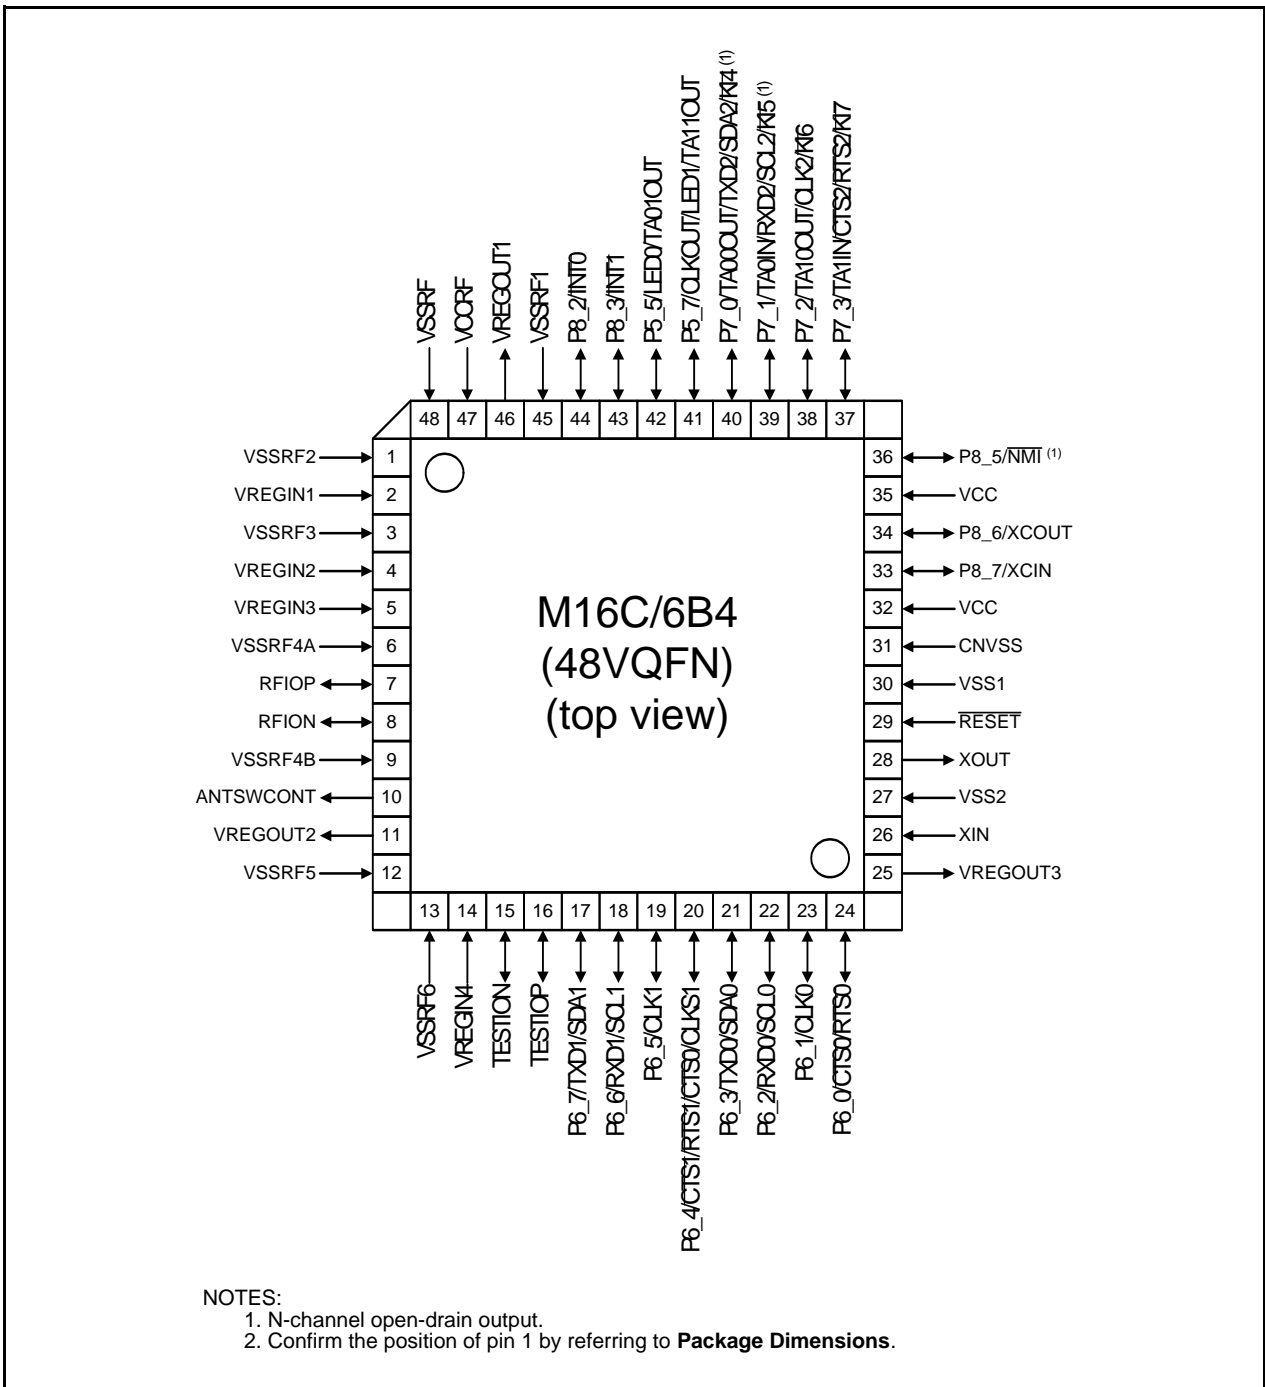 VSSRF
VCCRF
VREGOUT1
VSSRF1
P8_2/INT0
P8_3/INT1
P5_5/LED0/TA01OUT
P5_7/CLKOUT/LED1/TA11OUT
P7_0/TA00OUT/TXD2/SDA2/KI4 (1)
P7_1/TA0IN/RXD2/SCL2/KI5 (1)
P7_2/TA10OUT/CLK2/KI6
P7_3/TA1IN/CTS2/RTS2/KI7
48 47 46 45 44 43 42 41 40 39 38 37
VSSRF2 1
VREGIN1 2
VSSRF3 3
VREGIN2 4
VREGIN3 5
VSSRF4A 6
RFIOP 7
RFION 8
VSSRF4B 9
ANTSWCONT 10
VREGOUT2 11
VSSRF5 12
M16C/6B4
(48VQFN)
(top view)
36 P8_5/NMI (1)
35 VCC
34 P8_6/XCOUT
33 P8_7/XCIN
32 VCC
31 CNVSS
30 VSS1
29 RESET
28 XOUT
27 VSS2
26 XIN
25 VREGOUT3
13 14 15 16 17 18 19 20 21 22 23 24
VSSRF6
VREGIN4
TESTION
TESTIOP
P6_7/TXD1/SDA1
P6_6/RXD1/SCL1
P6_5/CLK1
P6_4/CTS1/RTS1/CTS0/CLKS1
P6_3/TXD0/SDA0
P6_2/RXD0/SCL0
P6_1/CLK0
P6_0/CTS0/RTS0
NOTES:
1. N-channel open-drain output.
2. Confirm the position of pin 1 by referring to Package Dimensions.